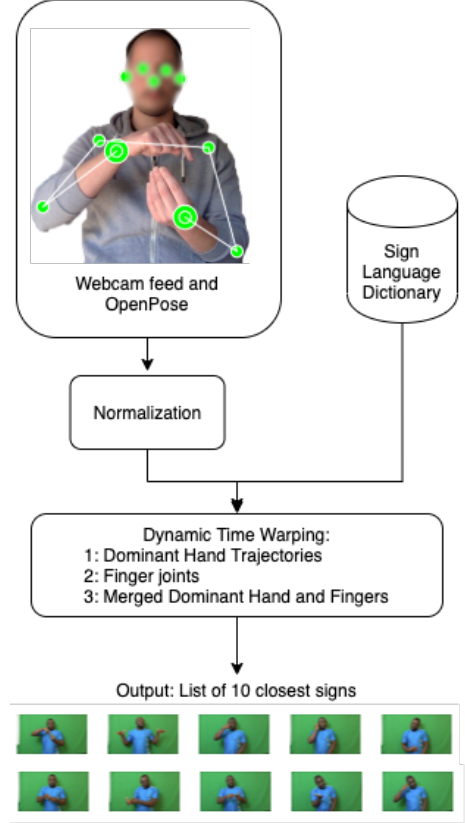 Webcam feed and
OpenPose
Sign
Language
Dictionary
Normalization
Dynamic Time Warping:
1: Dominant Hand Trajectories
2: Finger joints
3: Merged Dominant Hand and Fingers
Output: List of 10 closest signs